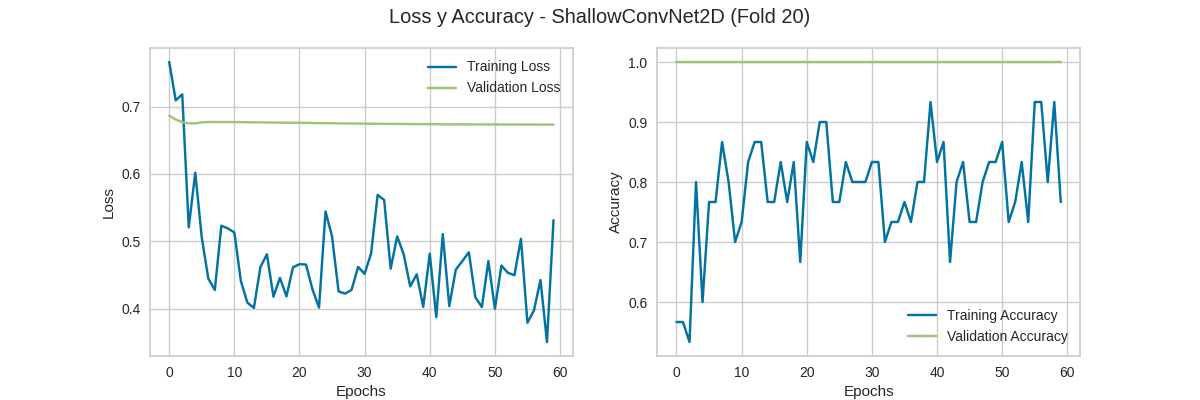 Loss y Accuracy - ShallowConvNet2D (Fold 20)
Training Loss
Validation Loss
0.7
0.6
0.5
0.4
Loss
0
10
20
30
40
50
60
Epochs
1.0
0.9
0.8
0.7
0.6
Accuracy
Training Accuracy
Validation Accuracy
0
10
20
30
40
50
60
Epochs